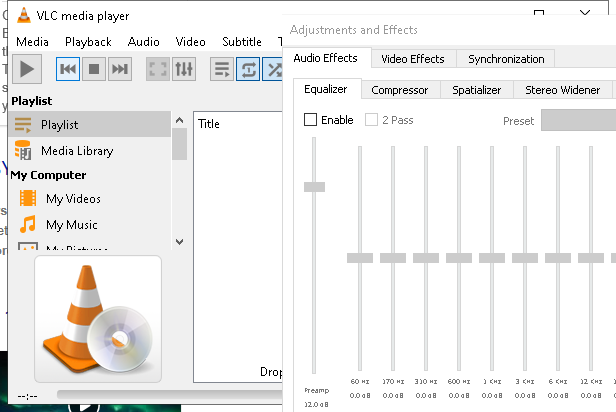 VLC media player
Media Playback Audio Video Subtitle T
Playlist
Playlist
Media Library
My Computer
My Videos
My Music
My Pictures
Title
Drop
--:--
Adjustments and Effects
Audio Effects Video Effects Synchronization
Equalizer Compressor Spatializer Stereo Widener
Enable 2 Pass Preset
60 Hz 170 Hz 310 Hz 600 Hz 1 KHz 3 KHz 6 KHz 12 KHz
Preamp
12.0 dB
0.0 dB 0.0 dB 0.0 dB 0.0 dB 0.0 dB 0.0 dB 0.0 dB 0.0 dB